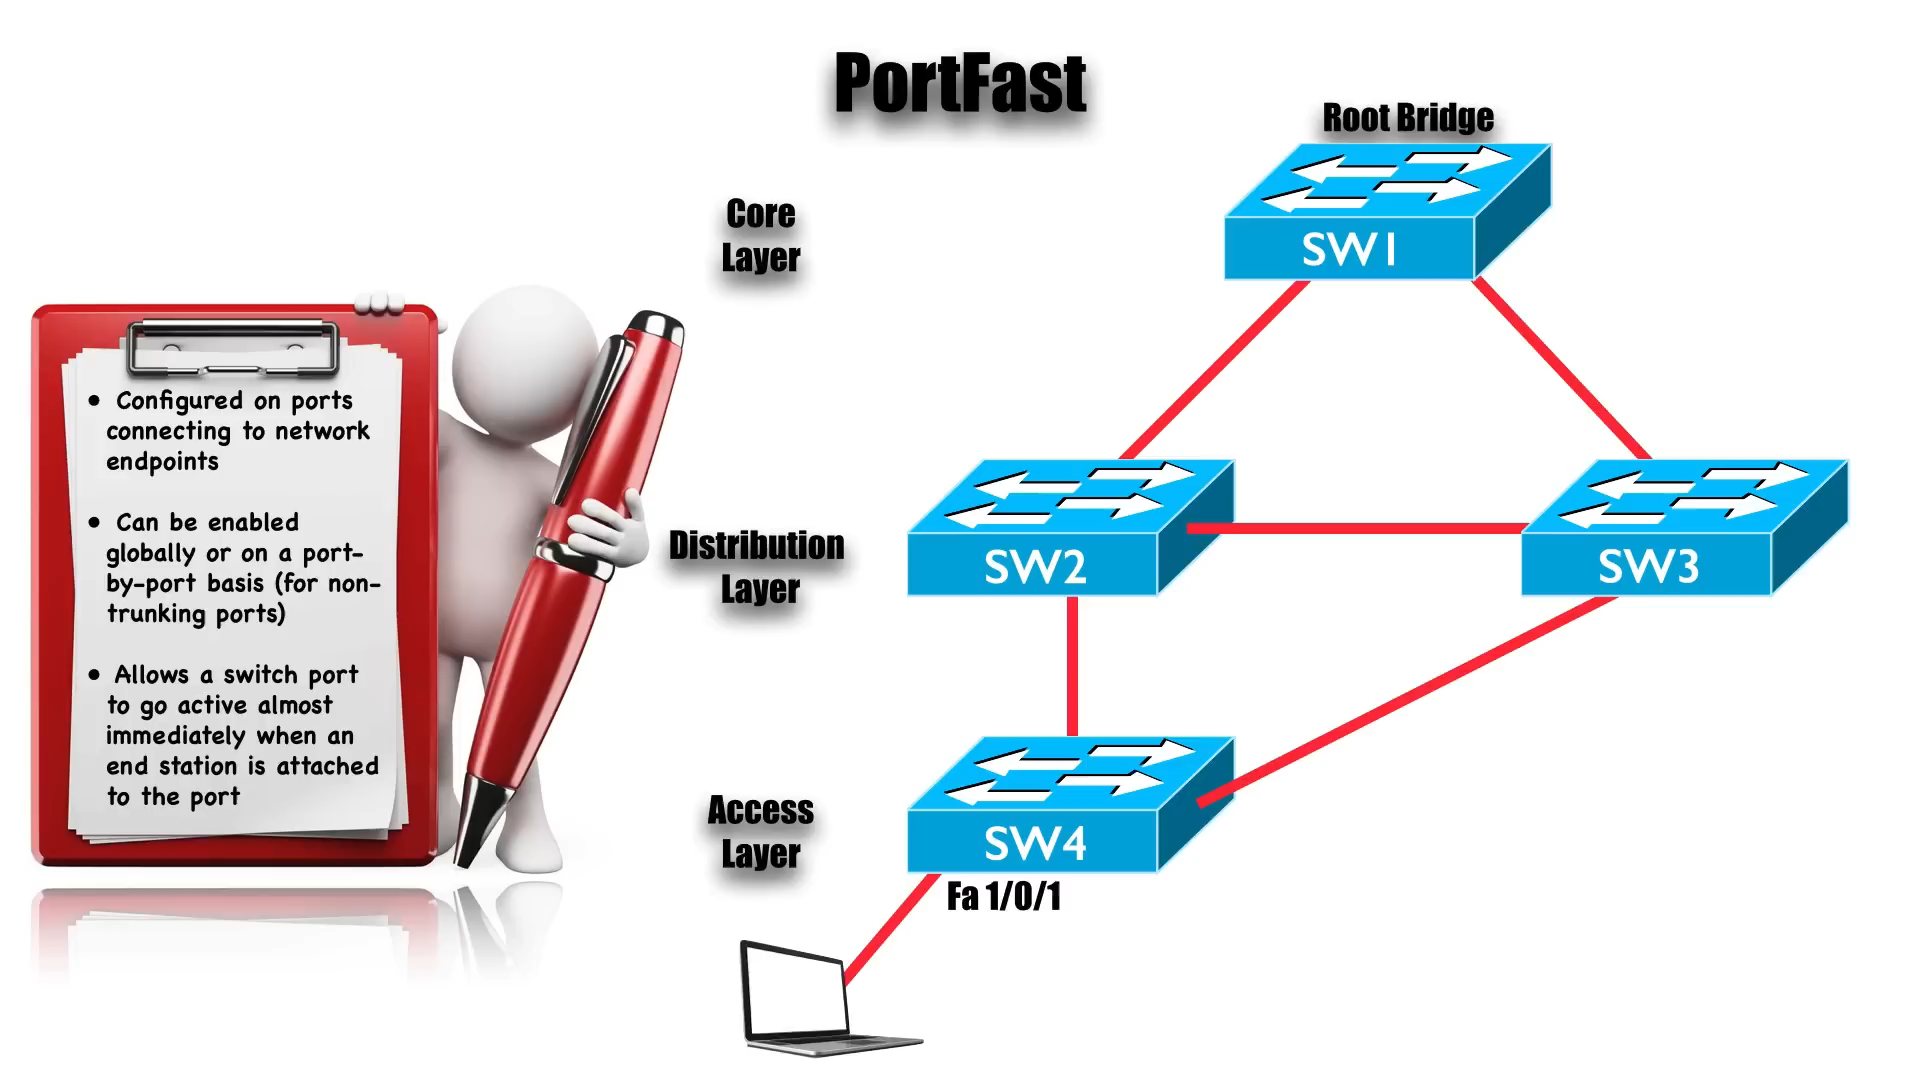 PortFast
Root Bridge
Core
Layer
SW1
• Configured on ports
connecting to network
endpoints
• Can be enabled
globally or on a port-
by-port basis (for non-
trunking ports)
• Allows a switch port
to go active almost
immediately when an
end station is attached
to the port
Distribution
Layer
SW2
SW3
Access
Layer
SW4
Fa 1/0/1